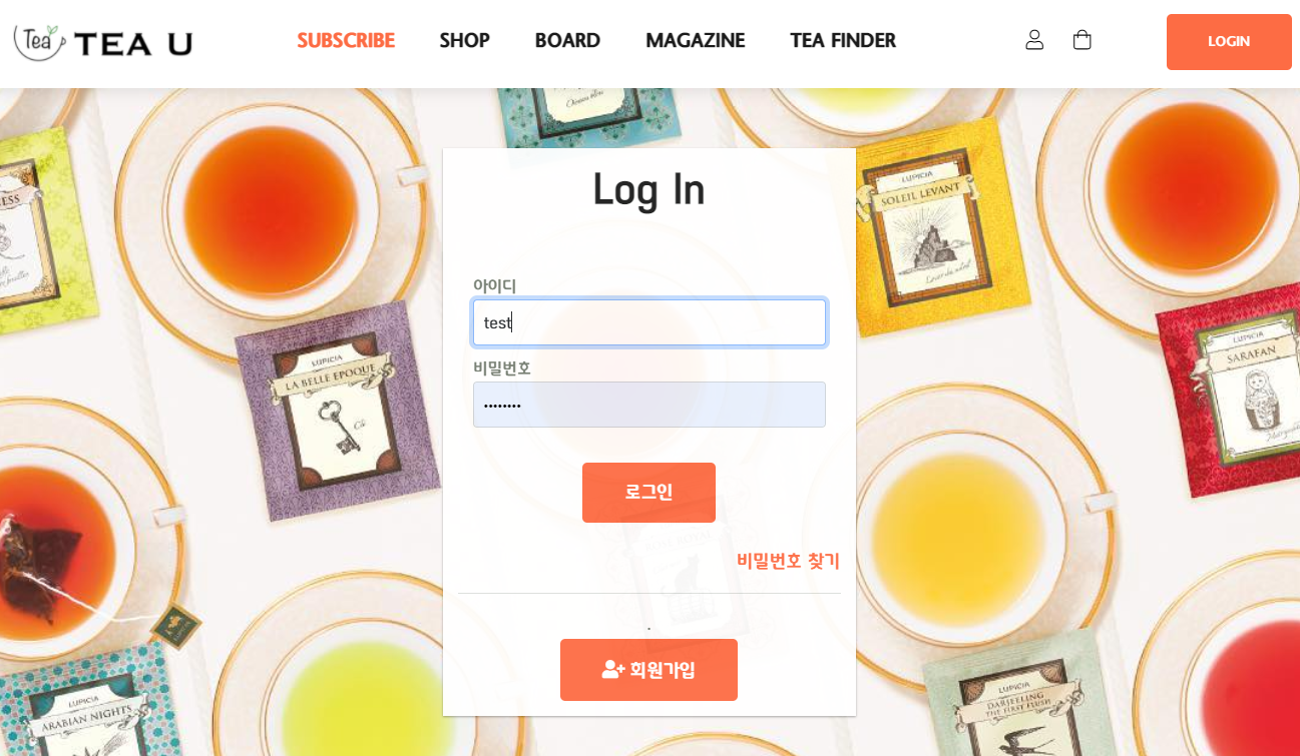 Tea TEA U
SUBSCRIBE SHOP BOARD MAGAZINE TEA FINDER
LOGIN
Log In
아이디
test
비밀번호
••••••••
로그인
비밀번호 찾기
.
회원가입
LUPICIA
SOLEIL LEVANT
LUPICIA
LA BELLE EPOQUE
Clé
LUPICIA
SARAFAN
LUPICIA
ARABIAN NIGHTS
LUPICIA
DARJEELING
THE FIRST FLUSH